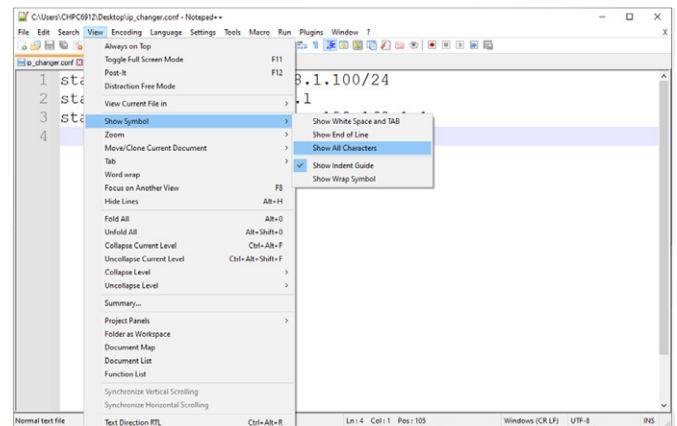 C:\Users\CHPC6912\Desktop\ip_changer.conf - Notepad++
File Edit Search View Encoding Language Settings Tools Macro Run Plugins Window ? X
ip_changer.conf
Always on Top
Toggle Full Screen Mode F11
Post-It F12
Distraction Free Mode
View Current File in
Show Symbol
Zoom
Move/Clone Current Document
Tab
Word wrap
Focus on Another View F8
Hide Lines Alt+H
Fold All Alt+0
Unfold All Alt+Shift+0
Collapse Current Level Ctrl+Alt+F
Uncollapse Current Level Ctrl+Alt+Shift+F
Collapse Level
Uncollapse Level
Summary...
Project Panels
Folder as Workspace
Document Map
Document List
Function List
Synchronize Vertical Scrolling
Synchronize Horizontal Scrolling
Text Direction RTL Ctrl+Alt+R
Show White Space and TAB
Show End of Line
Show All Characters
Show Indent Guide
Show Wrap Symbol
1 sta 8.1.100/24
2 sta .1
3 sta
4
Normal text file Ln : 4 Col : 1 Pos : 105 Windows (CR LF) UTF-8 INS